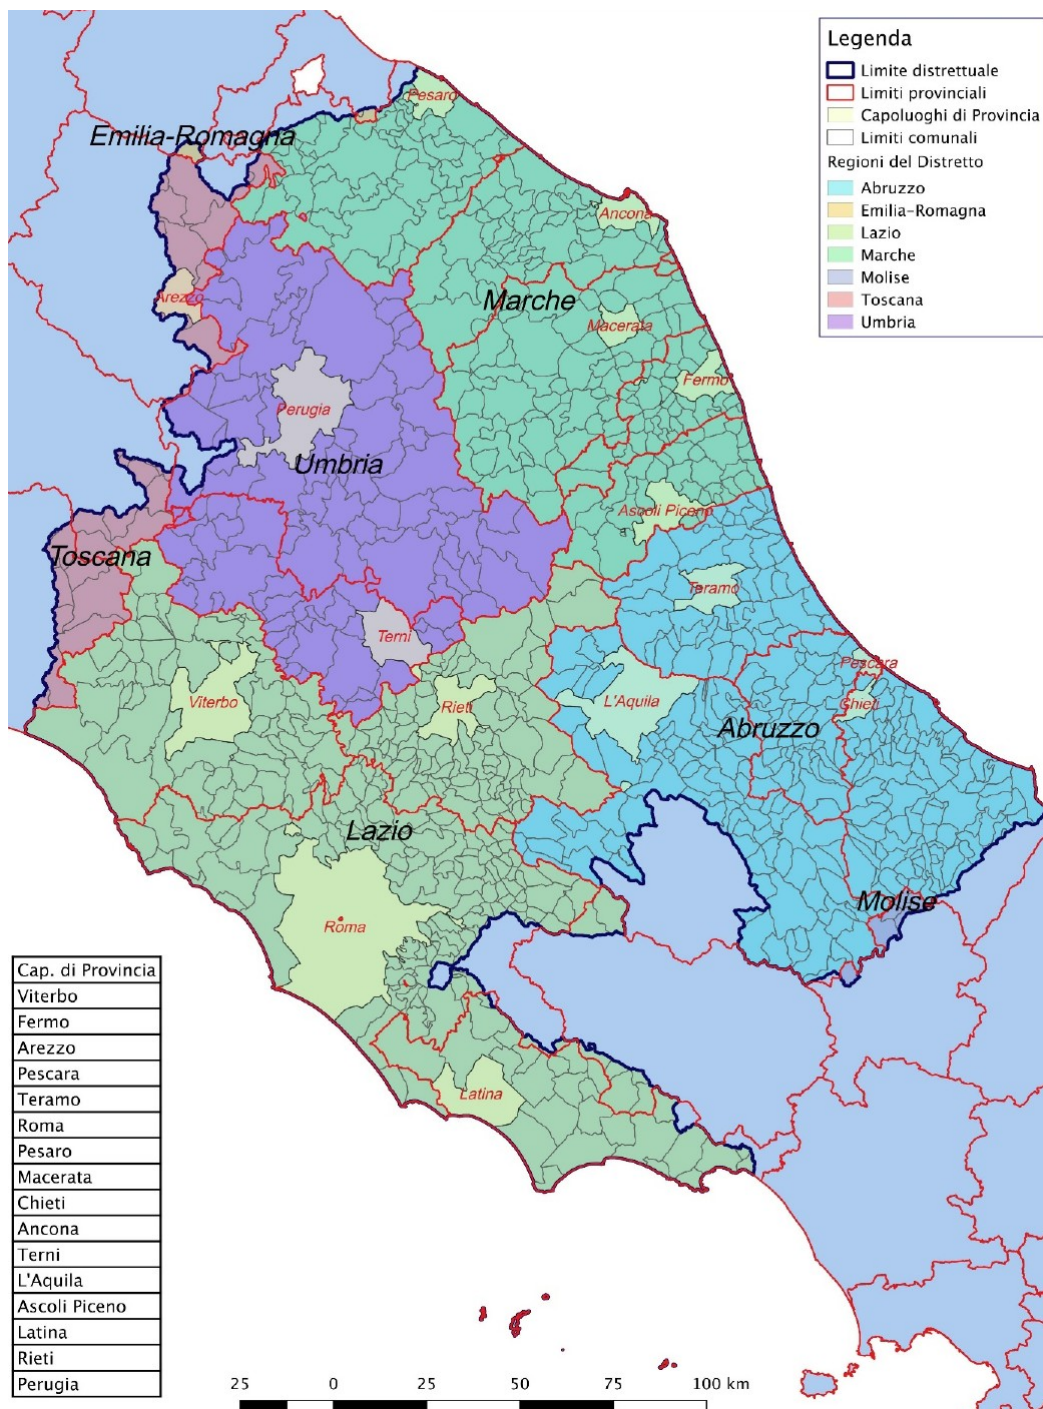 Legenda
Limite distrettuale
Limiti provinciali
Capoluoghi di Provincia
Limiti comunali
Regioni del Distretto
Abruzzo
Emilia-Romagna
Lazio
Marche
Molise
Toscana
Umbria
Pesaro
Emilia-Romagna
Ancona
Arezzo
Marche
Macerata
Fermo
Perugia
Umbria
Ascoli Piceno
Toscana
Teramo
Terni
Pescara
Viterbo
Rieti
L'Aquila
Chieti
Abruzzo
Lazio
Molise
Roma
Latina
Cap. di Provincia
Viterbo
Fermo
Arezzo
Pescara
Teramo
Roma
Pesaro
Macerata
Chieti
Ancona
Terni
L'Aquila
Ascoli Piceno
Latina
Rieti
Perugia
25 0 25 50 75 100 km